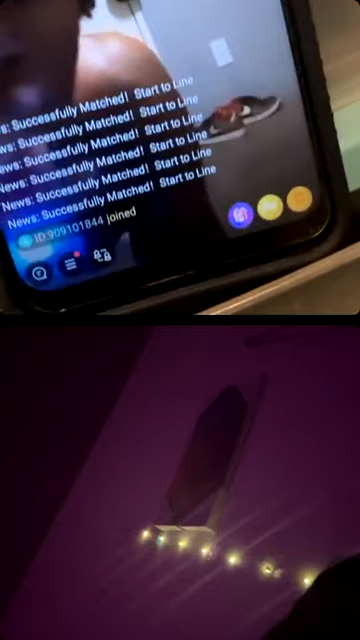 s: Successfully Matched! Start to Line
ws: Successfully Matched! Start to Line
ews: Successfully Matched! Start to Line
News: Successfully Matched! Start to Line
News: Successfully Matched! Start to Line
News: Successfully Matched! Start to Line
ID:909101844 joined